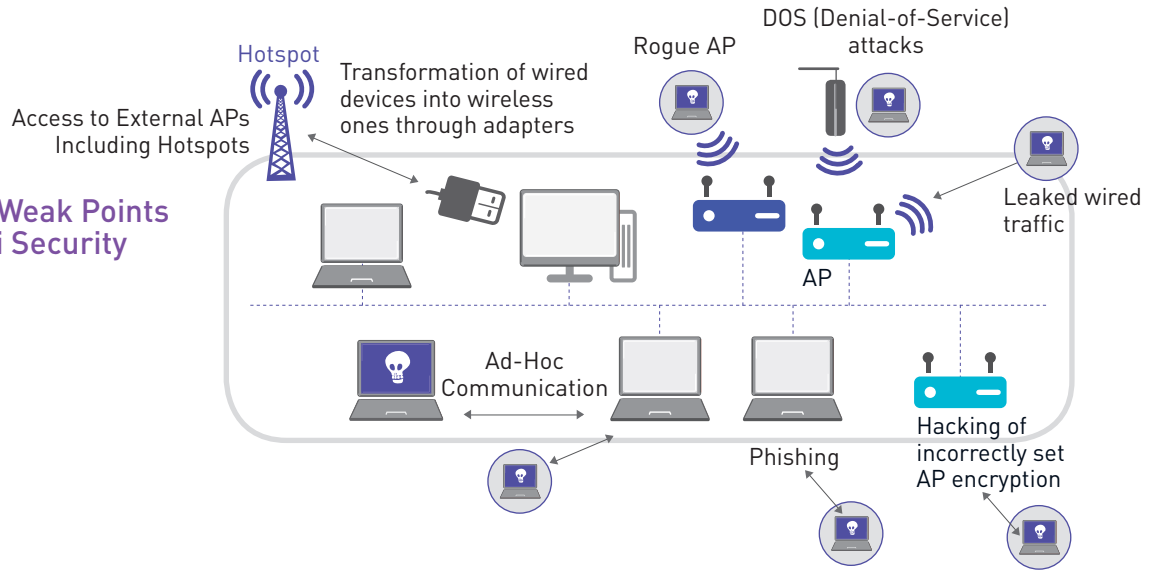 DOS (Denial-of-Service)
attacks
Rogue AP
Hotspot
Transformation of wired
devices into wireless
ones through adapters
Access to External APs
Including Hotspots
Weak Points
i Security
Leaked wired
traffic
AP
Ad-Hoc
Communication
Hacking of
incorrectly set
AP encryption
Phishing